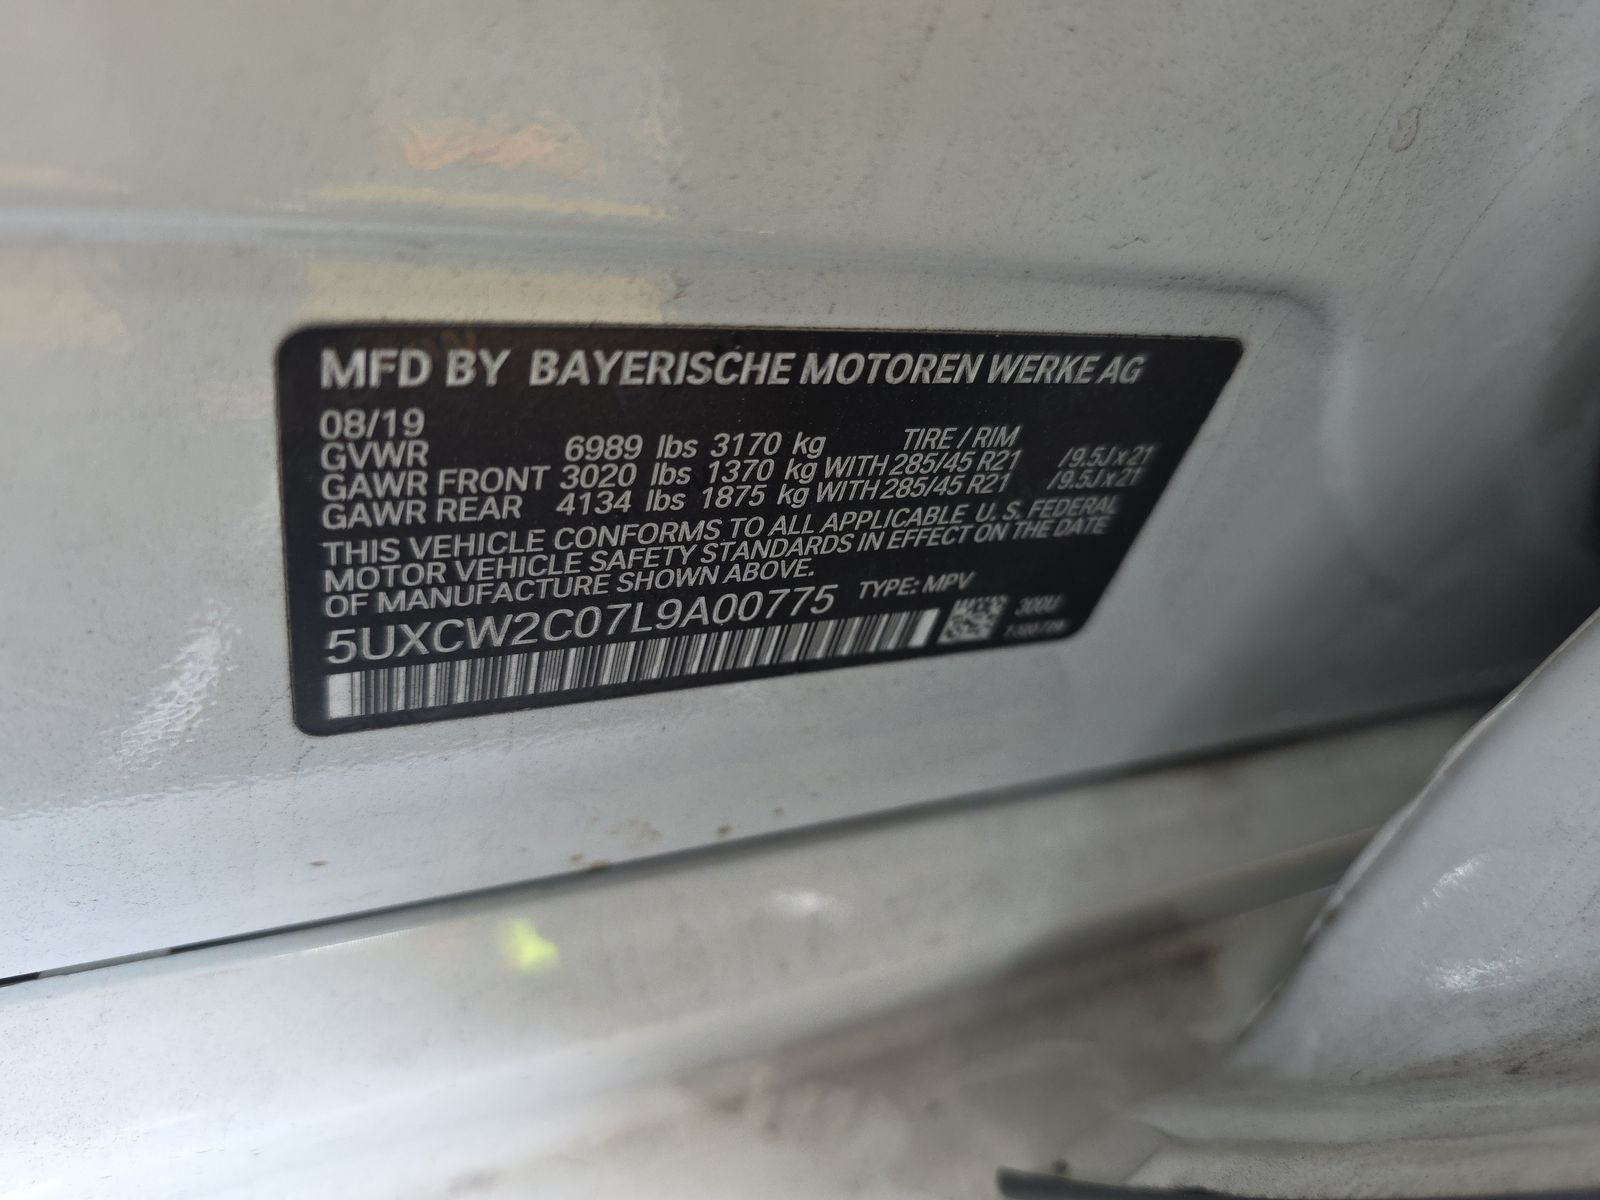 MFD BY BAYERISCHE MOTOREN WERKE AG
08/19
GVWR 6989 lbs 3170 kg TIRE / RIM
GAWR FRONT 3020 lbs 1370 kg WITH 285/45 R21 /9.5J x 21
GAWR REAR 4134 lbs 1875 kg WITH 285/45 R21 /9.5J x 21
THIS VEHICLE CONFORMS TO ALL APPLICABLE U. S. FEDERAL
MOTOR VEHICLE SAFETY STANDARDS IN EFFECT ON THE DATE
OF MANUFACTURE SHOWN ABOVE.
5UXCW2C07L9A00775 TYPE: MPV
300U